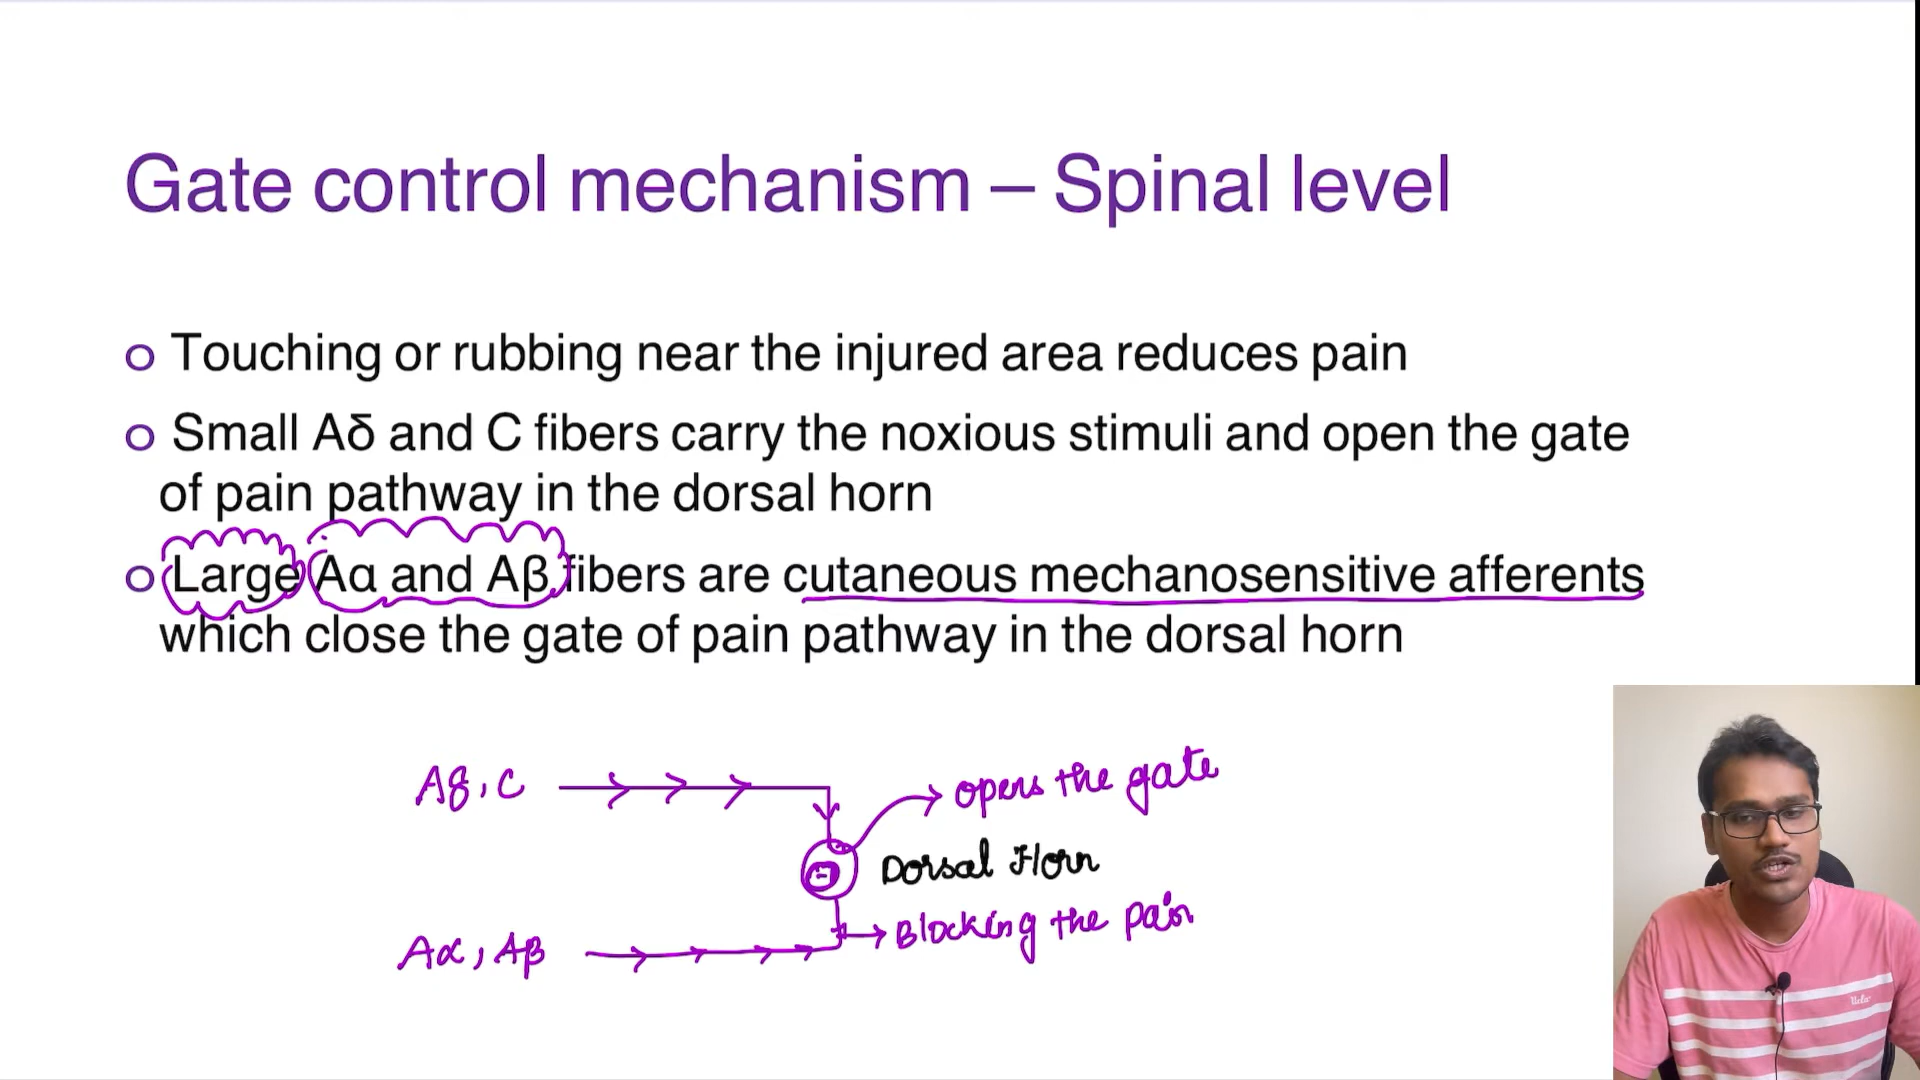 Gate control mechanism – Spinal level
Touching or rubbing near the injured area reduces pain
Small Aδ and C fibers carry the noxious stimuli and open the gate
of pain pathway in the dorsal horn
Large Aα and Aβ fibers are cutaneous mechanosensitive afferents
which close the gate of pain pathway in the dorsal horn
Aδ, C
opens the gate
Dorsal Horn
Aα, Aβ
Blocking the pain